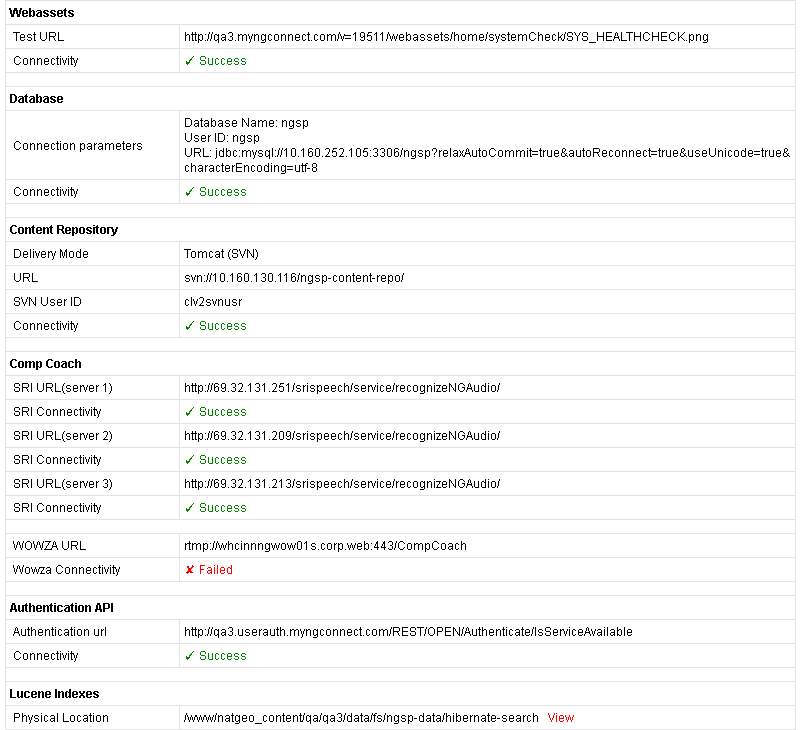 Webassets
Test URL http://qa3.myngconnect.com/v=19511/webassets/home/systemCheck/SYS_HEALTHCHECK.png
Connectivity ✓ Success
Database
Connection parameters
Database Name: ngsp
User ID: ngsp
URL: jdbc:mysql://10.160.252.105:3306/ngsp?relaxAutoCommit=true&autoReconnect=true&useUnicode=true&
characterEncoding=utf-8
Connectivity ✓ Success
Content Repository
Delivery Mode Tomcat (SVN)
URL svn://10.160.130.116/ngsp-content-repo/
SVN User ID clv2svnusr
Connectivity ✓ Success
Comp Coach
SRI URL(server 1) http://69.32.131.251/srispeech/service/recognizeNGAudio/
SRI Connectivity ✓ Success
SRI URL(server 2) http://69.32.131.209/srispeech/service/recognizeNGAudio/
SRI Connectivity ✓ Success
SRI URL(server 3) http://69.32.131.213/srispeech/service/recognizeNGAudio/
SRI Connectivity ✓ Success
WOWZA URL rtmp://whcinnngwow01s.corp.web:443/CompCoach
Wowza Connectivity ✘ Failed
Authentication API
Authentication url http://qa3.userauth.myngconnect.com/REST/OPEN/Authenticate/IsServiceAvailable
Connectivity ✓ Success
Lucene Indexes
Physical Location /www/natgeo_content/qa/qa3/data/fs/ngsp-data/hibernate-search View